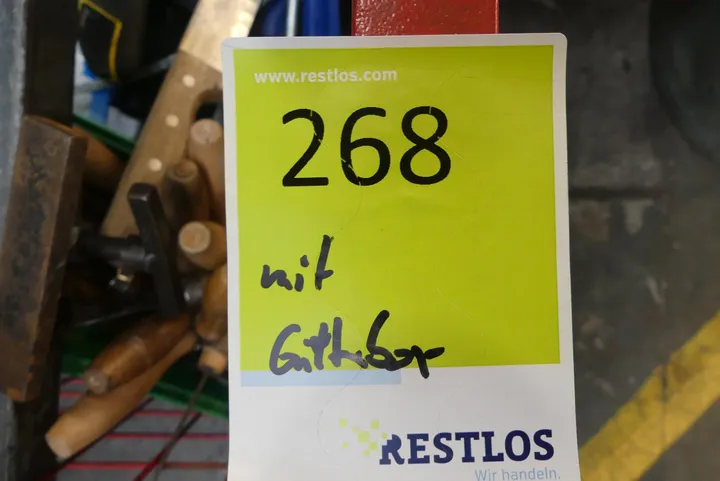 www.restlos.com
268
mit
Gitterbox
RESTLOS
Wir handeln.